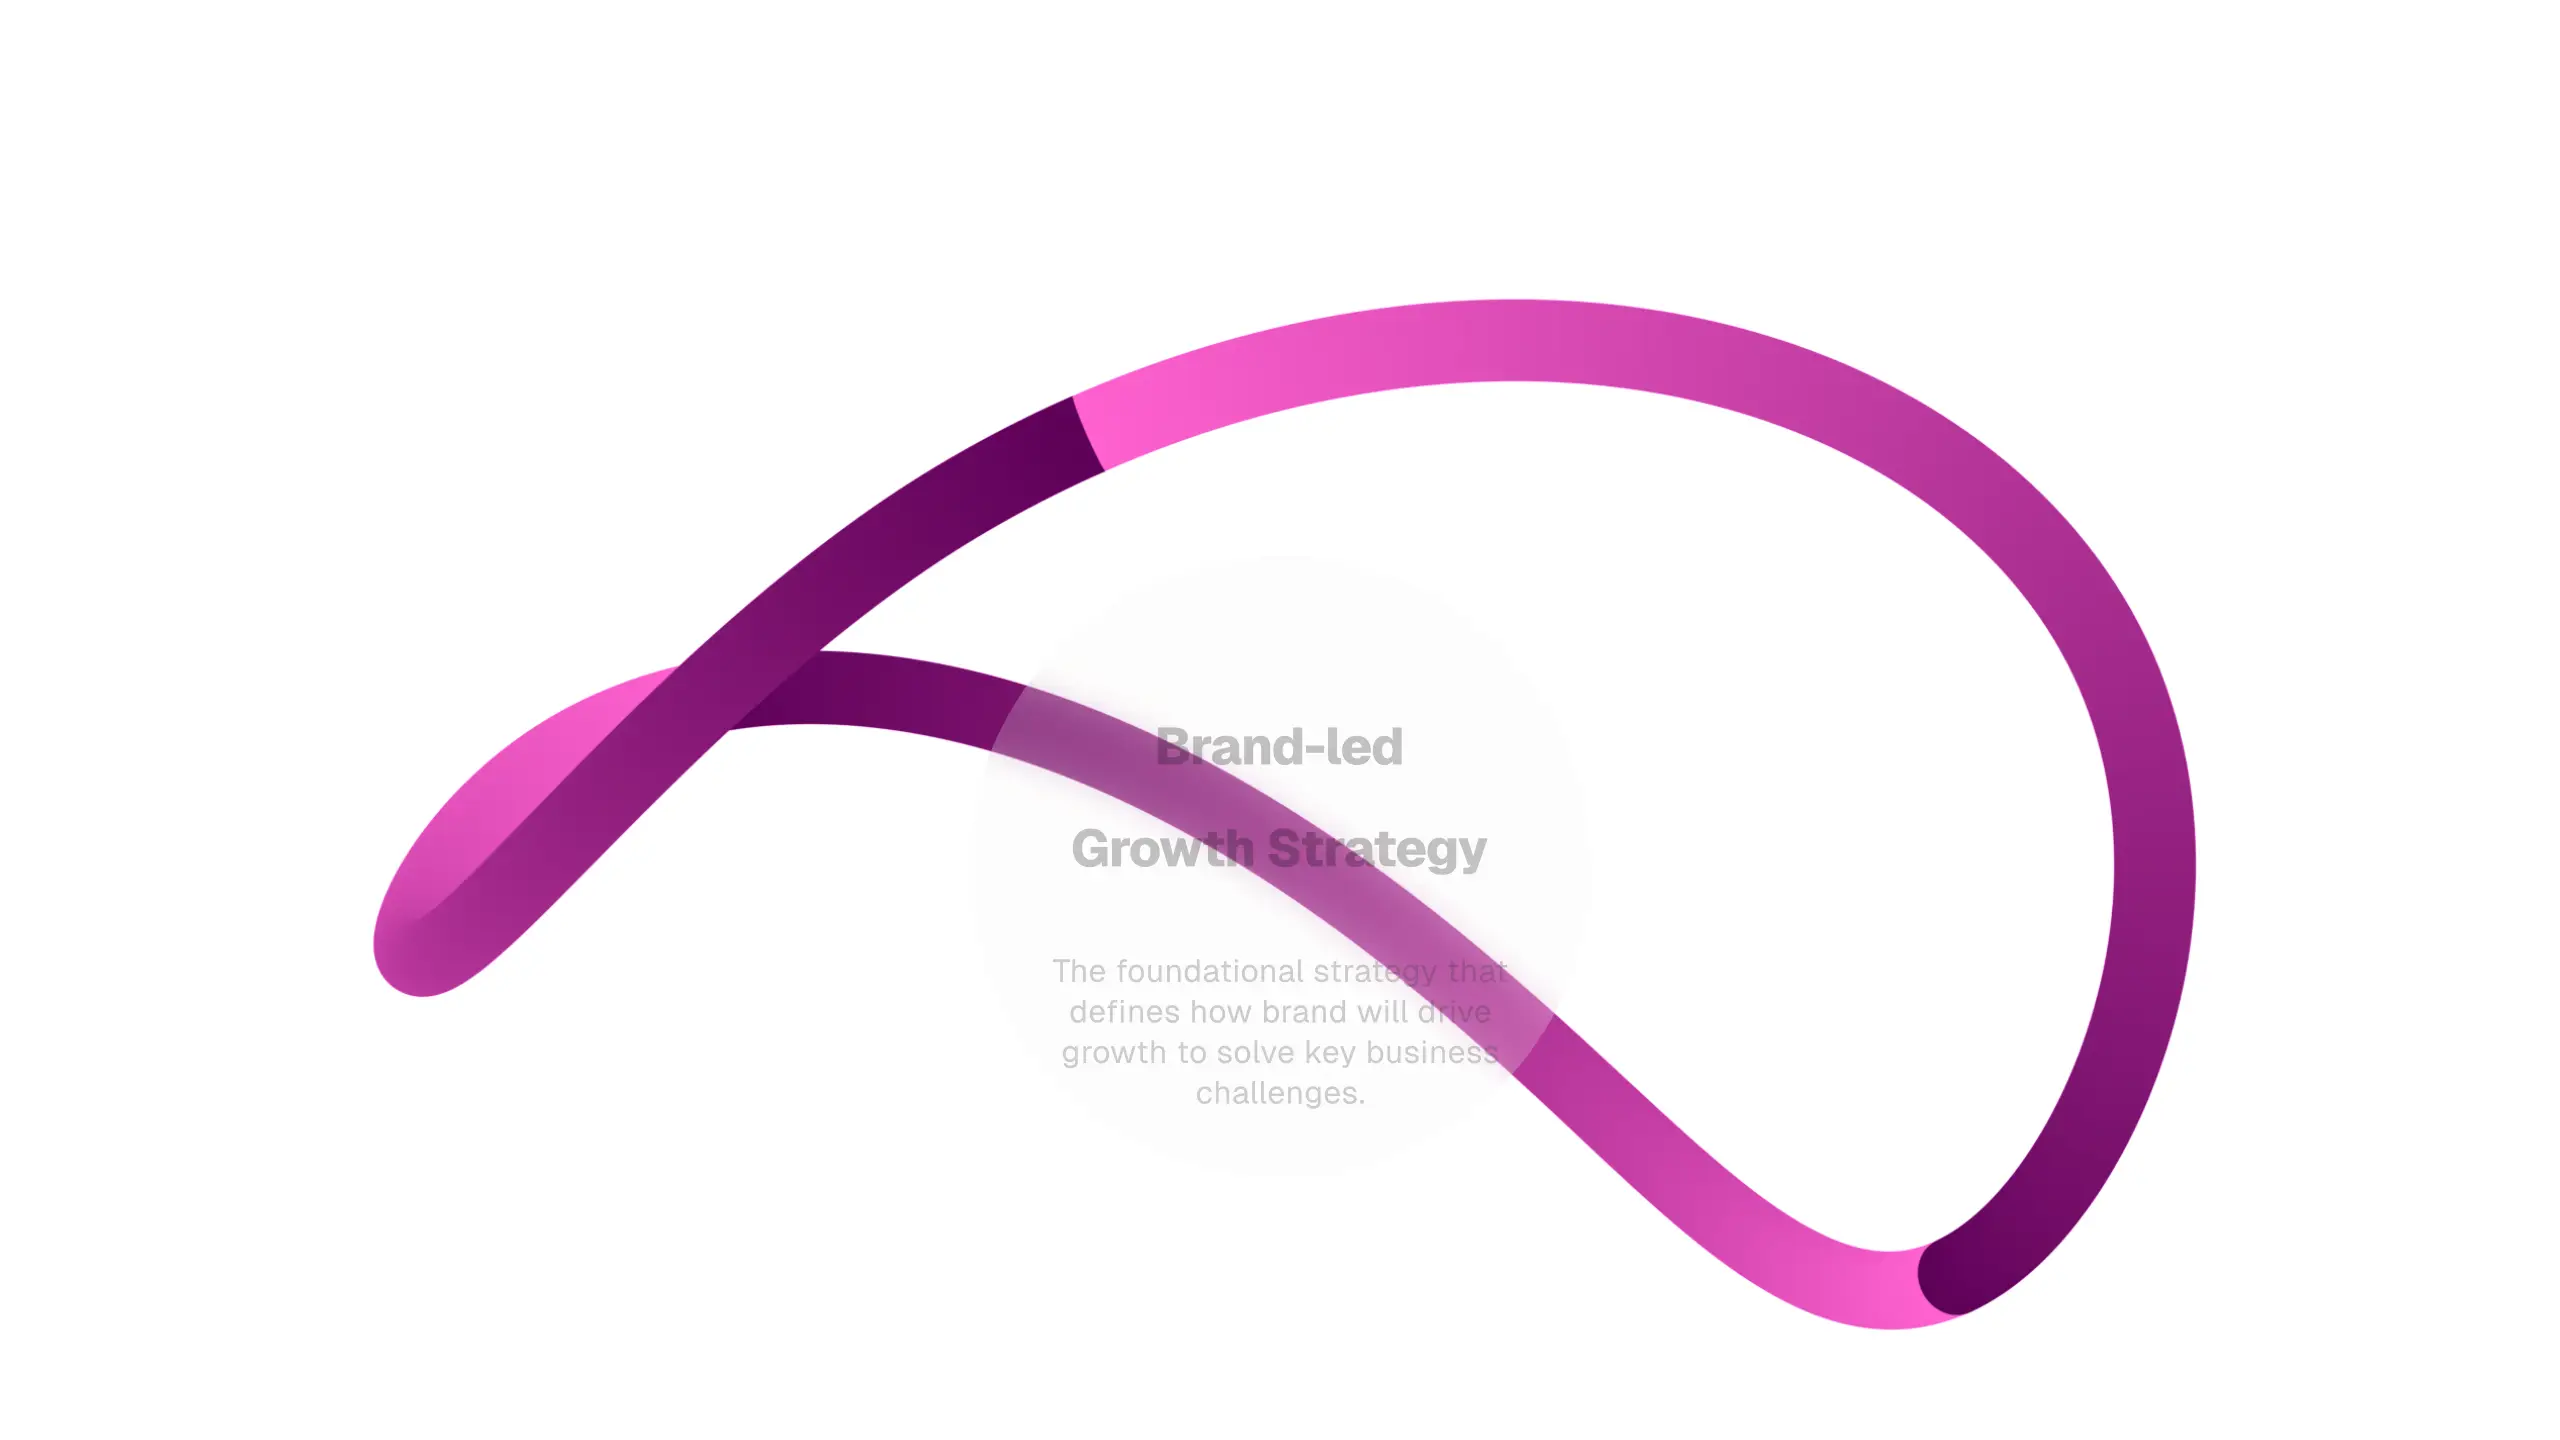 Brand-led
Growth Strategy
The foundational strategy that
defines how brand will drive
growth to solve key business
challenges.